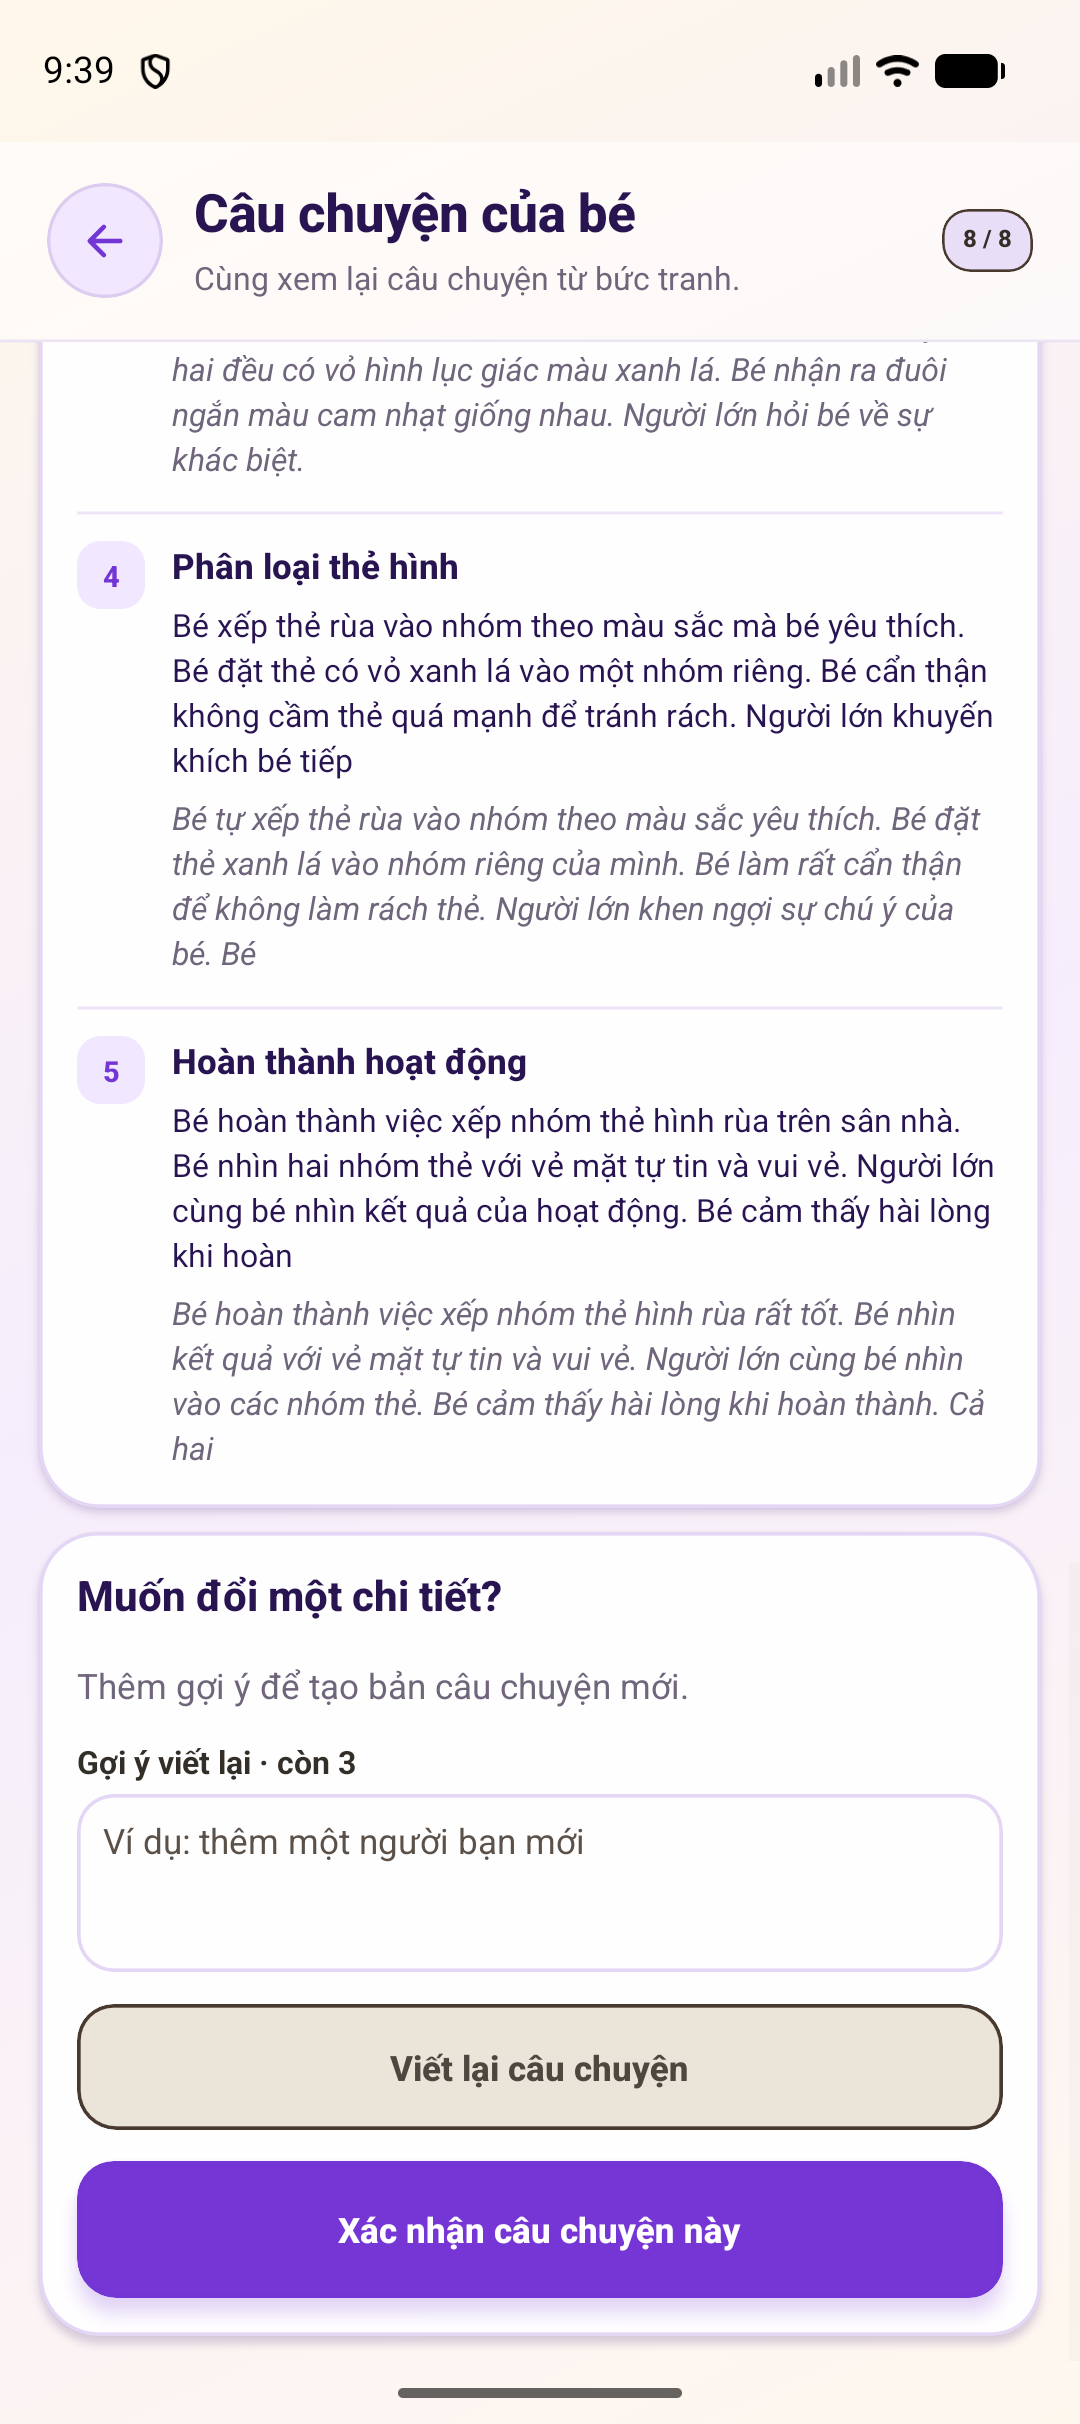 9:39
Câu chuyện của bé
Cùng xem lại câu chuyện từ bức tranh.
8 / 8
hai đều có vỏ hình lục giác màu xanh lá. Bé nhận ra đuôi
ngắn màu cam nhạt giống nhau. Người lớn hỏi bé về sự
khác biệt.
4
Phân loại thẻ hình
Bé xếp thẻ rùa vào nhóm theo màu sắc mà bé yêu thích.
Bé đặt thẻ có vỏ xanh lá vào một nhóm riêng. Bé cẩn thận
không cầm thẻ quá mạnh để tránh rách. Người lớn khuyến
khích bé tiếp
Bé tự xếp thẻ rùa vào nhóm theo màu sắc yêu thích. Bé đặt
thẻ xanh lá vào nhóm riêng của mình. Bé làm rất cẩn thận
để không làm rách thẻ. Người lớn khen ngợi sự chú ý của
bé. Bé
5
Hoàn thành hoạt động
Bé hoàn thành việc xếp nhóm thẻ hình rùa trên sân nhà.
Bé nhìn hai nhóm thẻ với vẻ mặt tự tin và vui vẻ. Người lớn
cùng bé nhìn kết quả của hoạt động. Bé cảm thấy hài lòng
khi hoàn
Bé hoàn thành việc xếp nhóm thẻ hình rùa rất tốt. Bé nhìn
kết quả với vẻ mặt tự tin và vui vẻ. Người lớn cùng bé nhìn
vào các nhóm thẻ. Bé cảm thấy hài lòng khi hoàn thành. Cả
hai
Muốn đổi một chi tiết?
Thêm gợi ý để tạo bản câu chuyện mới.
Gợi ý viết lại · còn 3
Ví dụ: thêm một người bạn mới
Viết lại câu chuyện
Xác nhận câu chuyện này